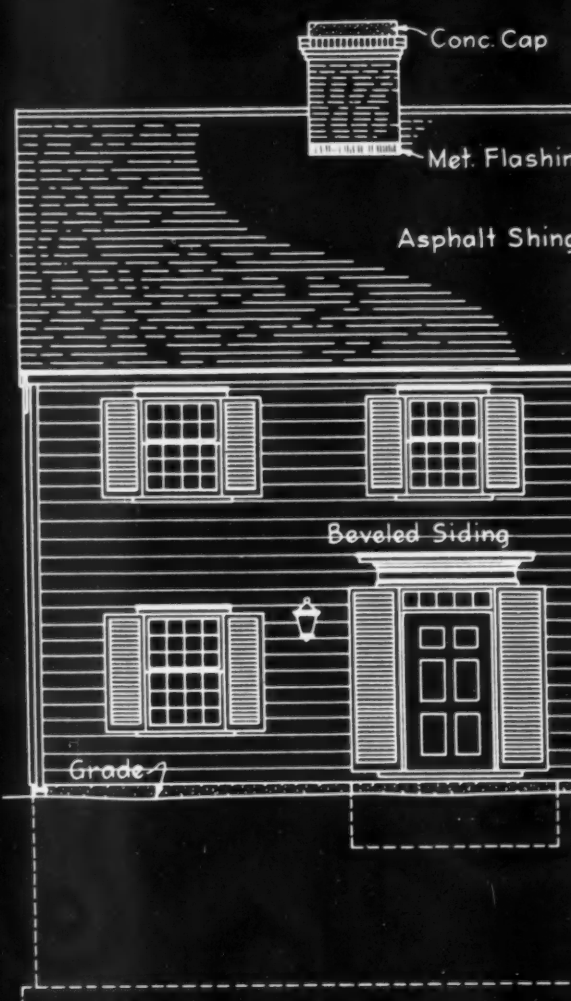 Conc. Cap
Met. Flashin
Asphalt Shing
Beveled Siding
Grade